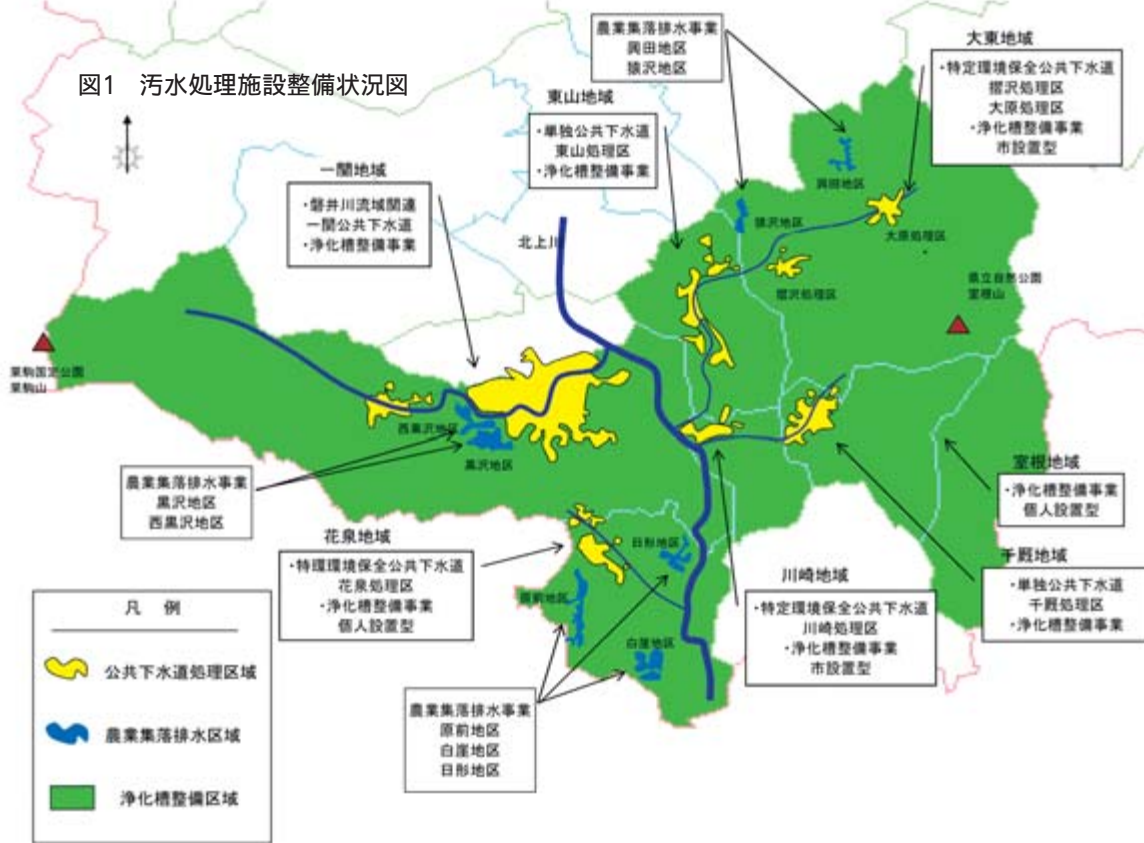 図1 汚水処理施設整備状況図
農業集落排水事業
興田地区
猿沢地区
大東地域
・特定環境保全公共下水道
摺沢処理区
大原処理区
・浄化槽整備事業
市設置型
東山地域
・単独公共下水道
東山処理区
・浄化槽整備事業
一関地域
・磐井川流域関連
一関公共下水道
・浄化槽整備事業
北上川
興田地区
猿沢地区
大原処理区
摺沢処理区
県立自然公園
室根山
栗駒国定公園
栗駒山
西黒沢地区
黒沢地区
農業集落排水事業
黒沢地区
西黒沢地区
室根地域
・浄化槽整備事業
個人設置型
花泉地域
・特環環境保全公共下水道
花泉処理区
・浄化槽整備事業
個人設置型
日形地区
原前地区
白崖地区
川崎地域
・特定環境保全公共下水道
川崎処理区
・浄化槽整備事業
市設置型
千厩地域
・単独公共下水道
千厩処理区
・浄化槽整備事業
農業集落排水事業
原前地区
白崖地区
日形地区
凡 例
公共下水道処理区域
農業集落排水区域
浄化槽整備区域